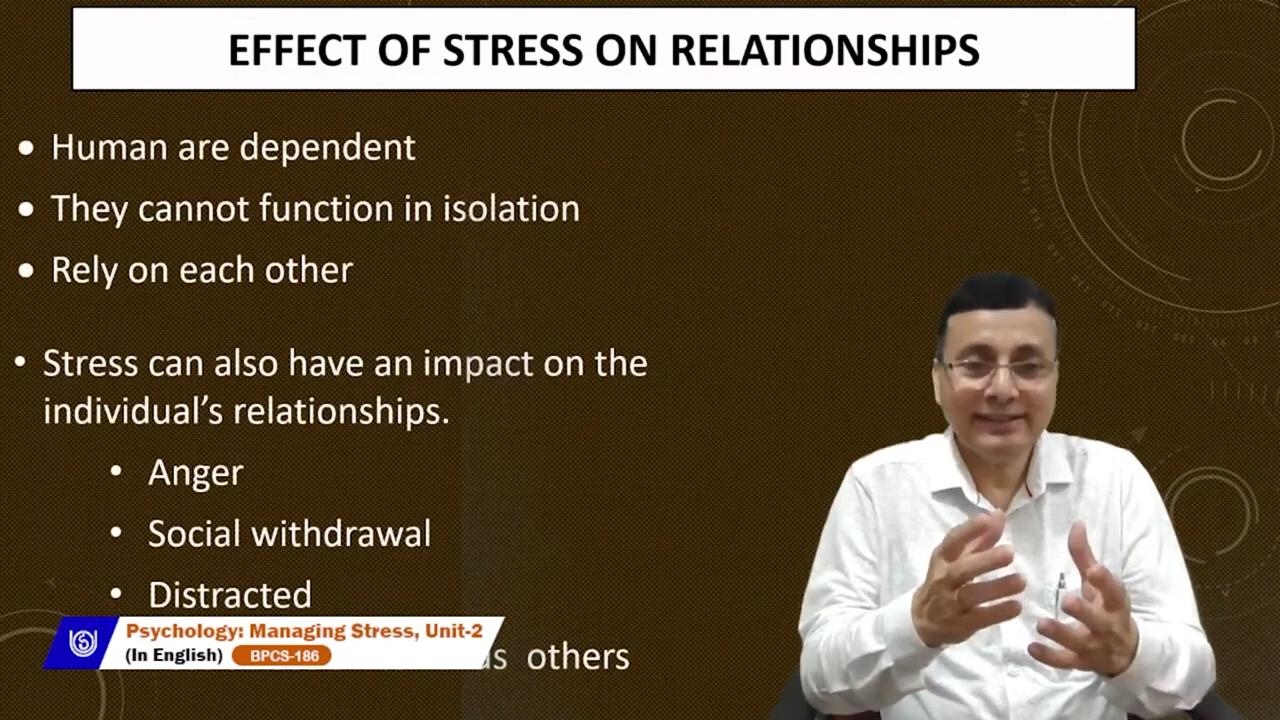 EFFECT OF STRESS ON RELATIONSHIPS
• Human are dependent
• They cannot function in isolation
• Rely on each other
• Stress can also have an impact on the
individual's relationships.
• Anger
• Social withdrawal
• Distracted
others
Psychology: Managing Stress, Unit-2
(In English) BPCS-186